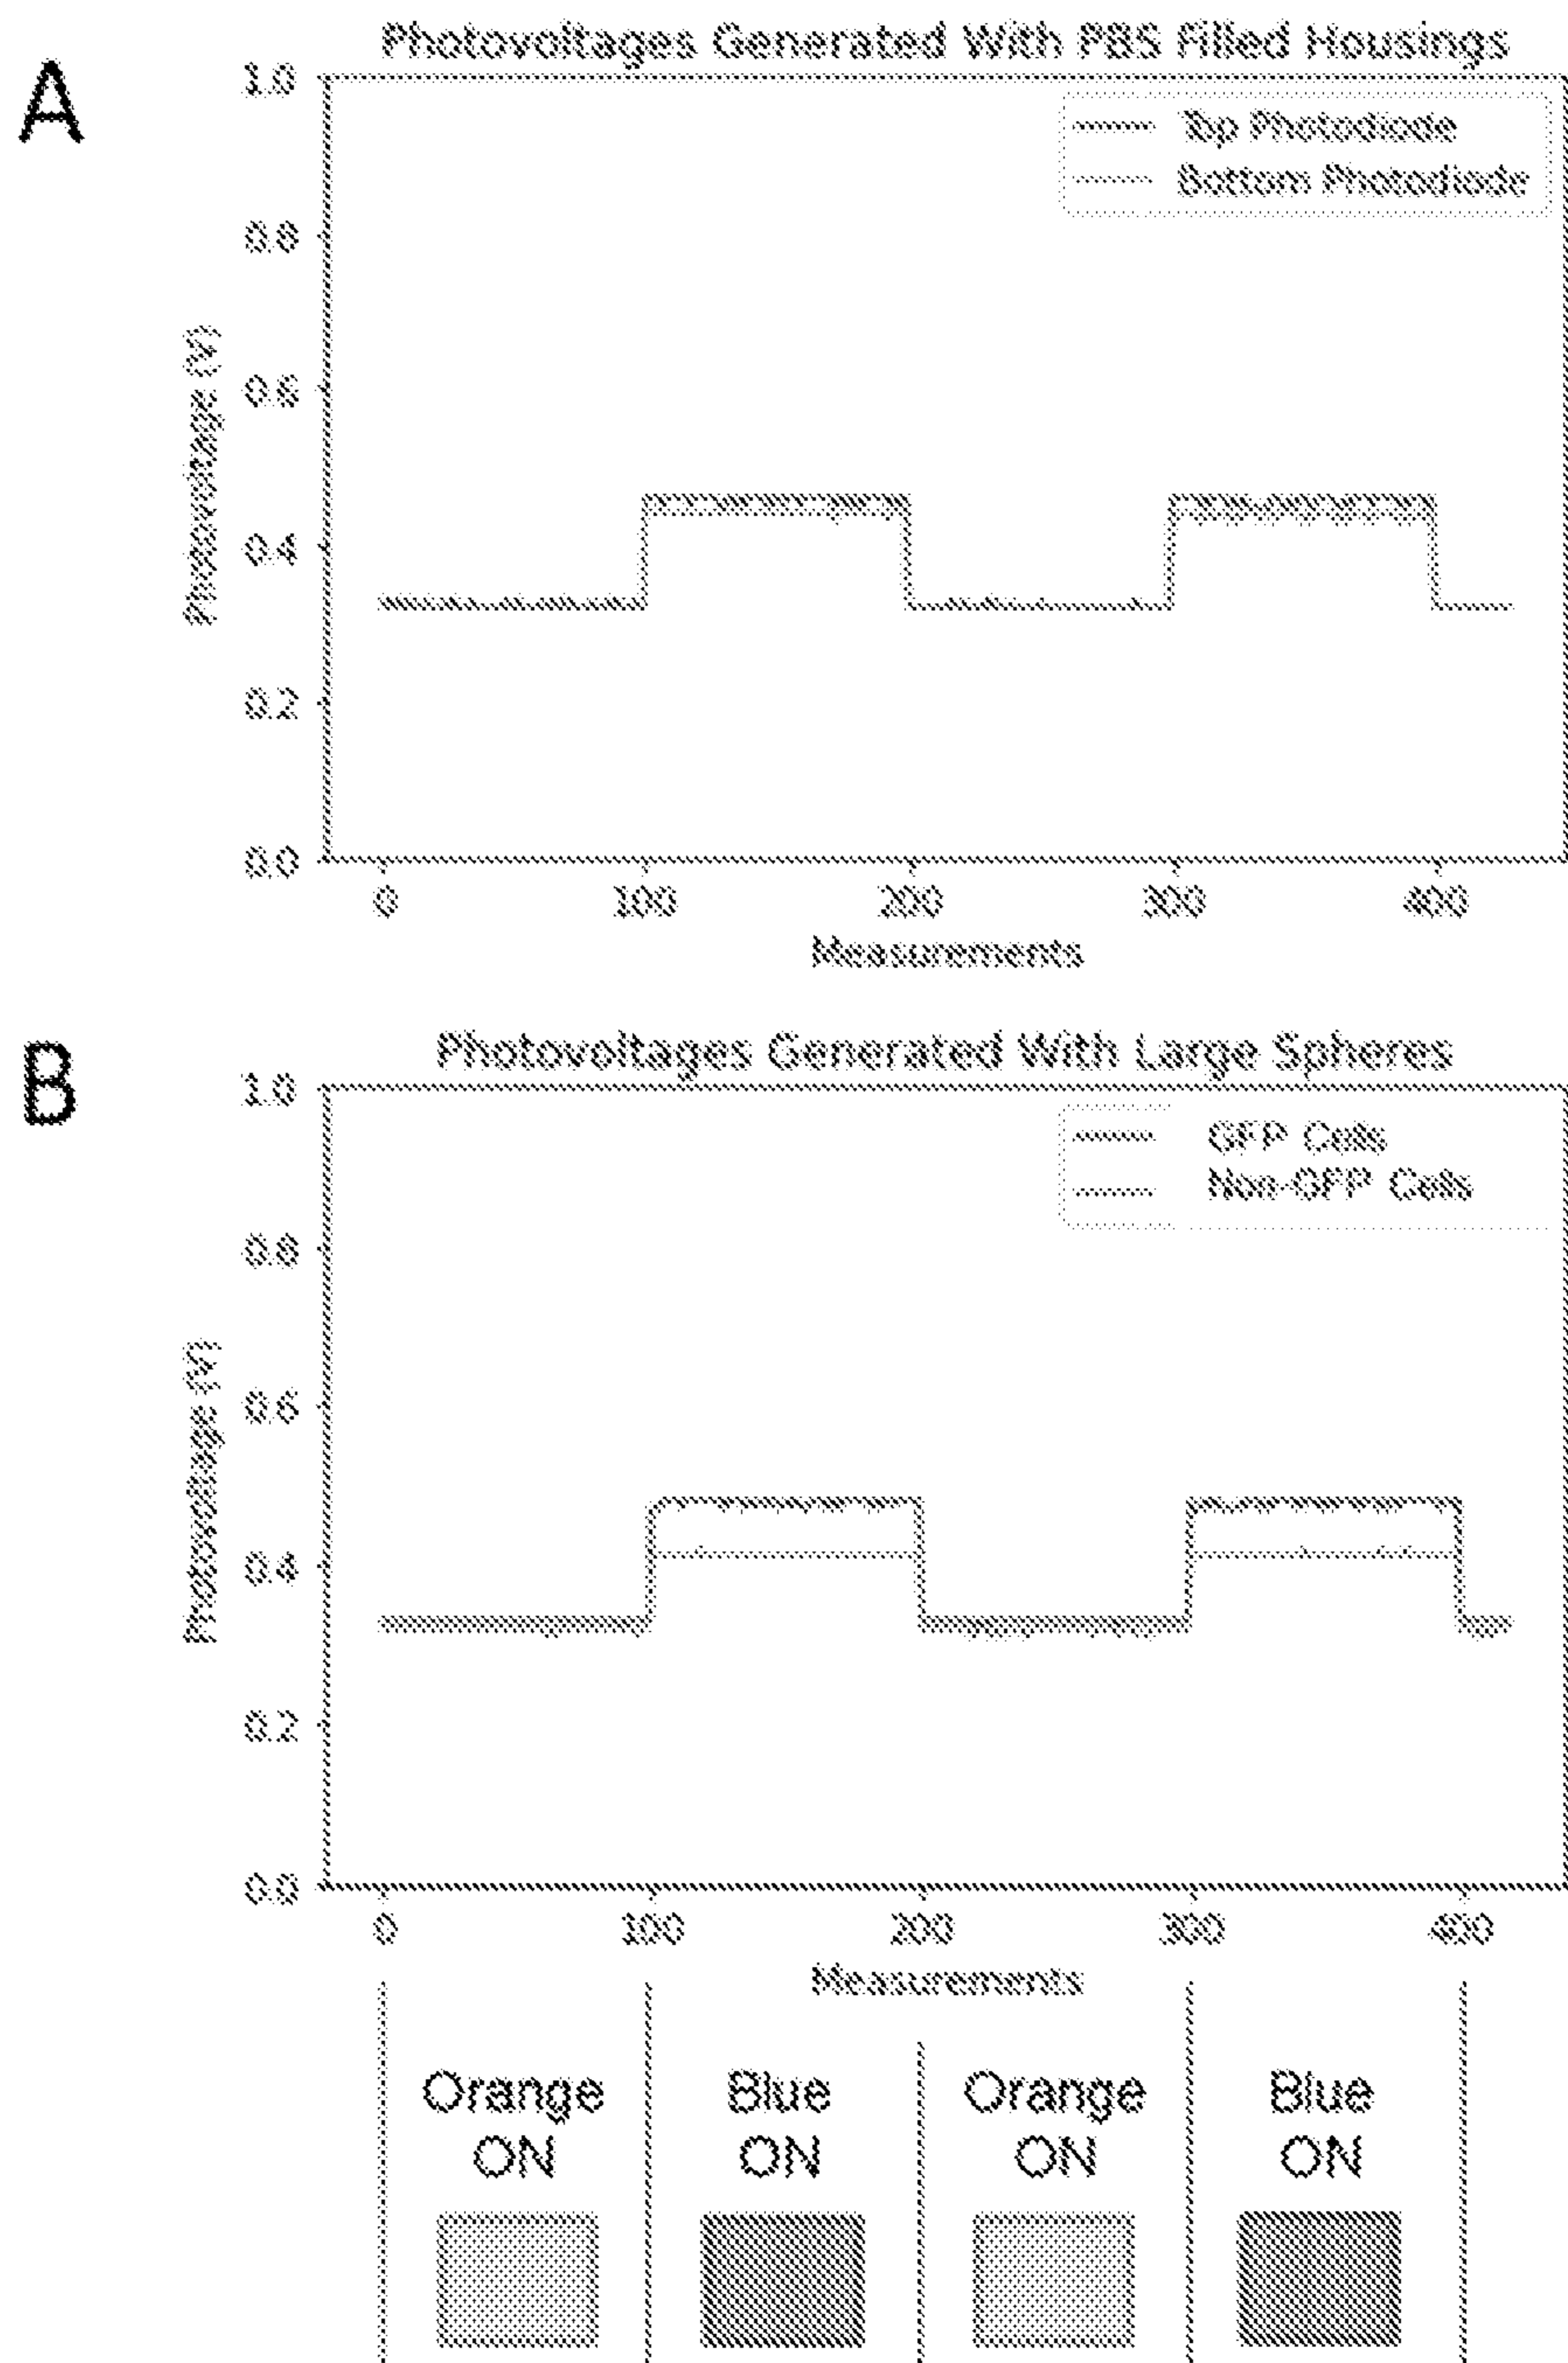 A
Photovoltages Generated With PBS Filled Housings
1.0
Top Photodiode
Bottom Photodiode
0.8
0.6
0.4
0.2
0.0
Photovoltage (V)
0 100 200 300 400
Measurements
B
Photovoltages Generated With Large Spheres
1.0
GFP Cells
Non-GFP Cells
0.8
0.6
0.4
0.2
0.0
Photovoltage (V)
0 100 200 300 400
Measurements
Orange Blue Orange Blue
ON ON ON ON